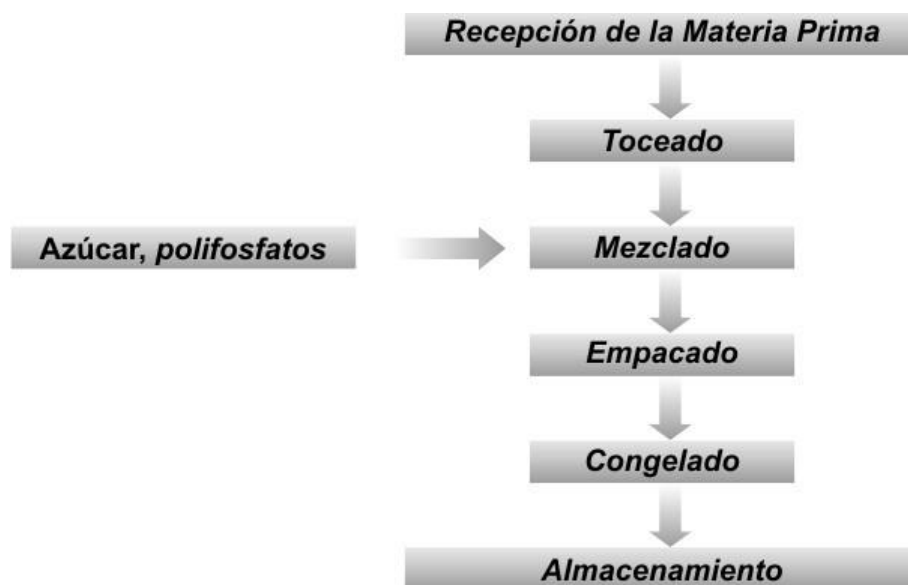 Recepción de la Materia Prima
Toceado
Azúcar, polifosfatos
Mezclado
Empacado
Congelado
Almacenamiento